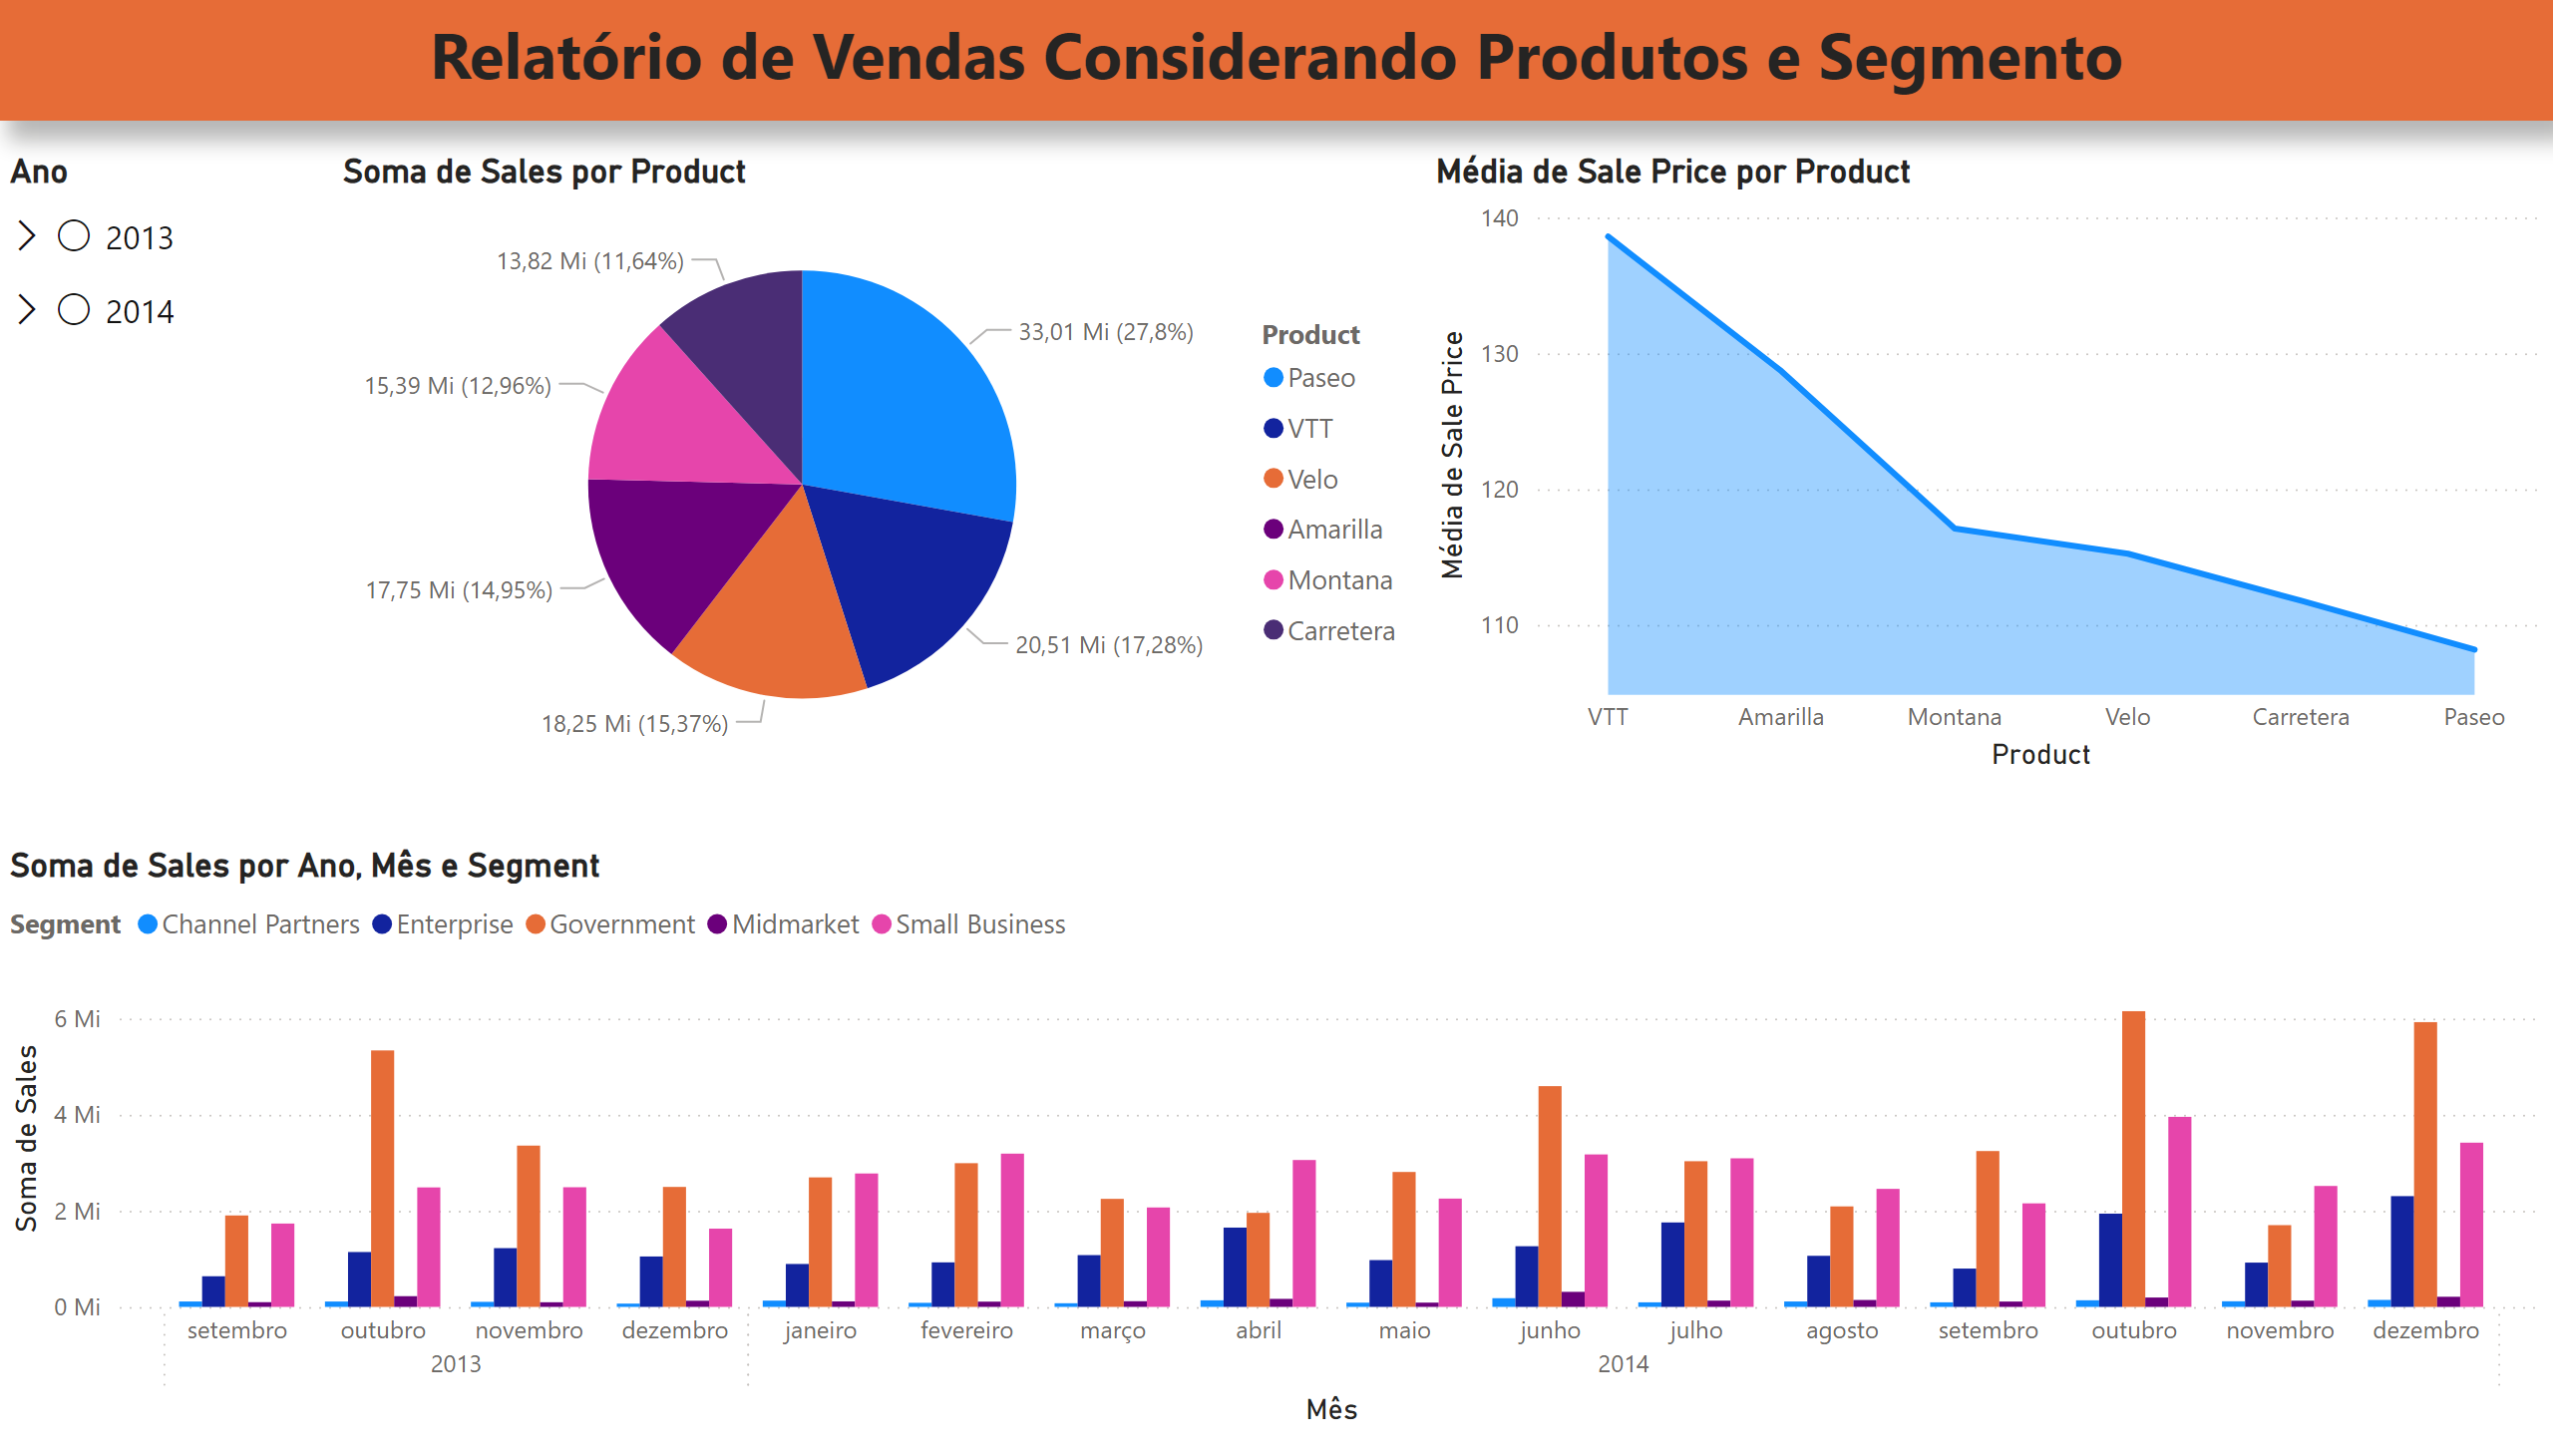 Relatório de Vendas Considerando Produtos e Segmento
Ano
2013
2014
Soma de Sales por Product
13,82 Mi (11,64%)
33,01 Mi (27,8%)
15,39 Mi (12,96%)
17,75 Mi (14,95%)
20,51 Mi (17,28%)
18,25 Mi (15,37%)
Product
Paseo
VTT
Velo
Amarilla
Montana
Carretera
Média de Sale Price por Product
Média de Sale Price
140
130
120
110
VTT Amarilla Montana Velo Carretera Paseo
Product
Soma de Sales por Ano, Mês e Segment
Segment Channel Partners Enterprise Government Midmarket Small Business
Soma de Sales
6 Mi
4 Mi
2 Mi
0 Mi
setembro outubro novembro dezembro janeiro fevereiro março abril maio junho julho agosto setembro outubro novembro dezembro
2013 2014
Mês